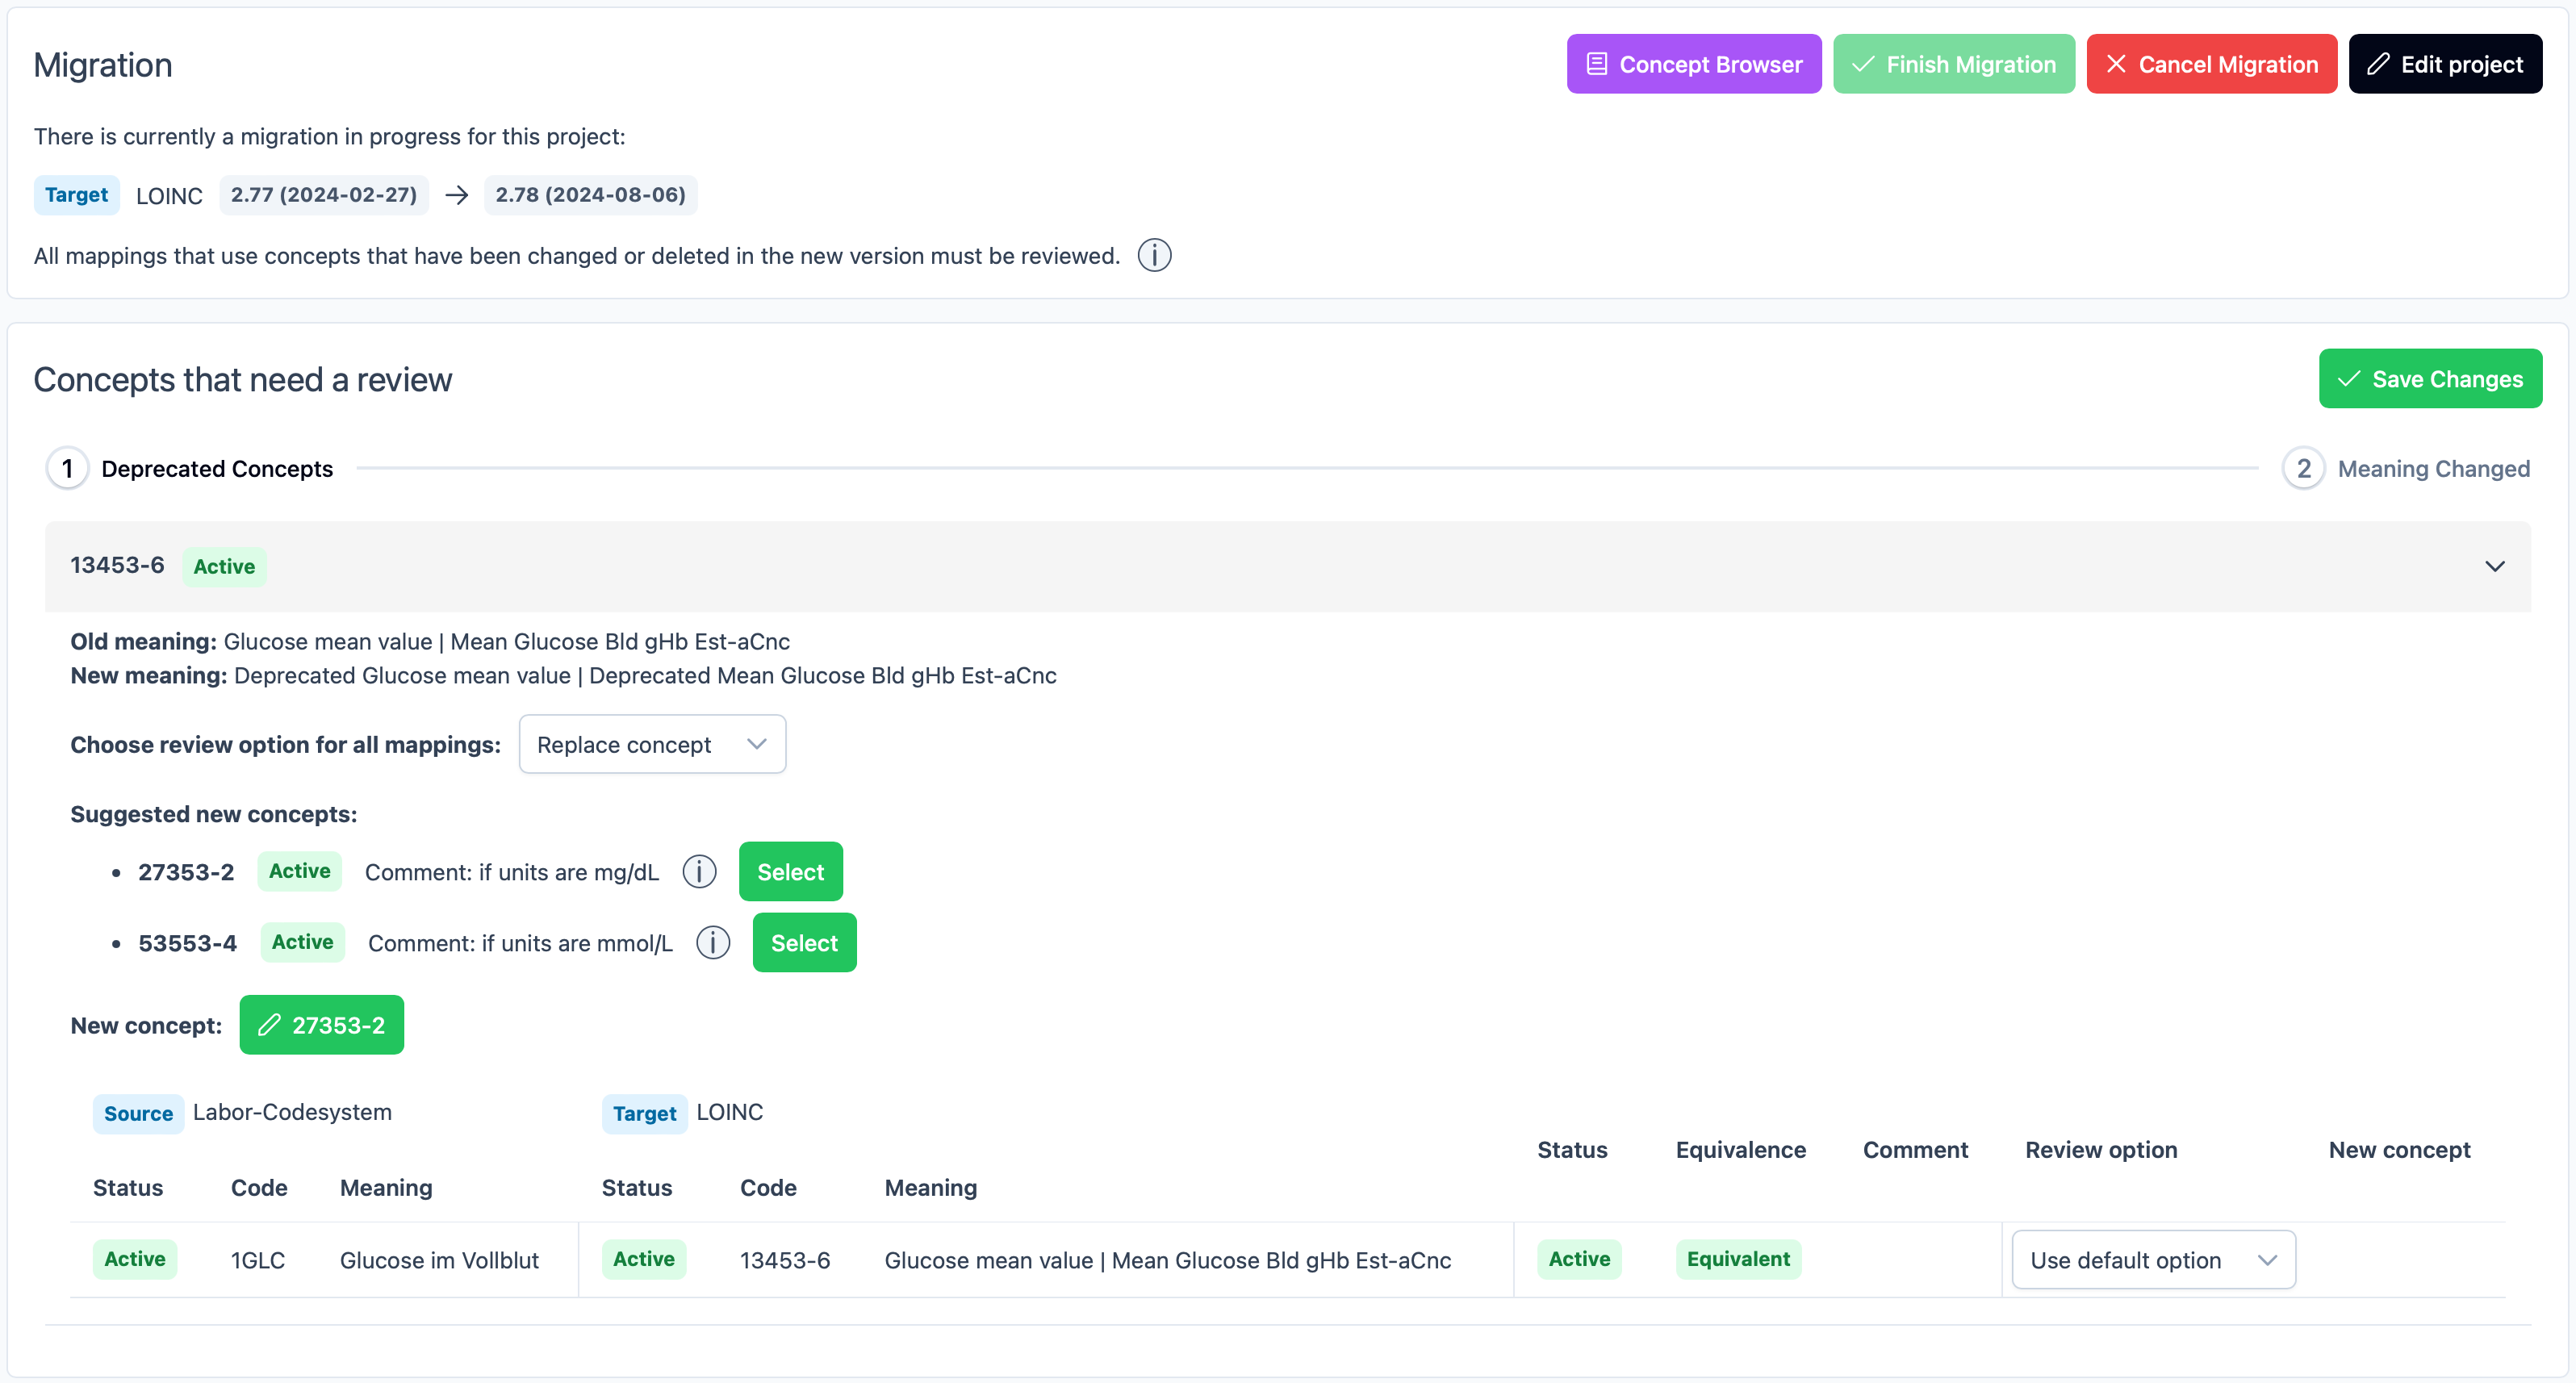 Migration
Concept Browser
Finish Migration
Cancel Migration
Edit project
There is currently a migration in progress for this project:
Target LOINC 2.77 (2024-02-27) → 2.78 (2024-08-06)
All mappings that use concepts that have been changed or deleted in the new version must be reviewed.
Concepts that need a review
Save Changes
1 Deprecated Concepts
2 Meaning Changed
13453-6 Active
Old meaning: Glucose mean value | Mean Glucose Bld gHb Est-aCnc
New meaning: Deprecated Glucose mean value | Deprecated Mean Glucose Bld gHb Est-aCnc
Choose review option for all mappings: Replace concept
Suggested new concepts:
• 27353-2 Active Comment: if units are mg/dL Select
• 53553-4 Active Comment: if units are mmol/L Select
New concept: 27353-2
Source Labor-Codesystem Target LOINC
Status Equivalence Comment Review option New concept
Status Code Meaning Status Code Meaning
Active 1GLC Glucose im Vollblut Active 13453-6 Glucose mean value | Mean Glucose Bld gHb Est-aCnc Active Equivalent Use default option